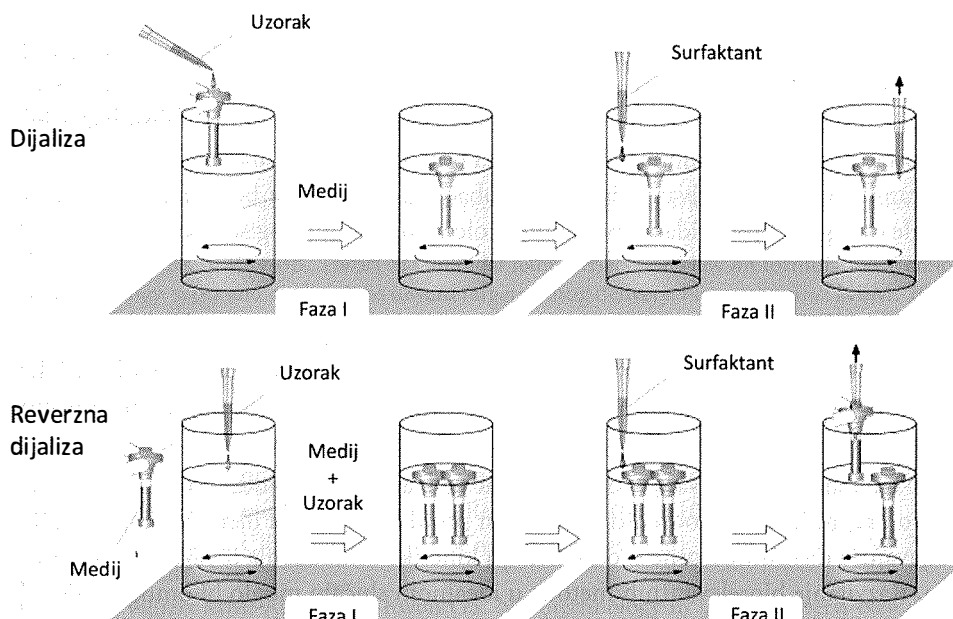 Uzorak
Surfaktant
Dijaliza
Medij
Faza I
Faza II
Uzorak
Surfaktant
Reverzna
dijaliza
Medij
+
Uzorak
Medij
Faza I
Faza II